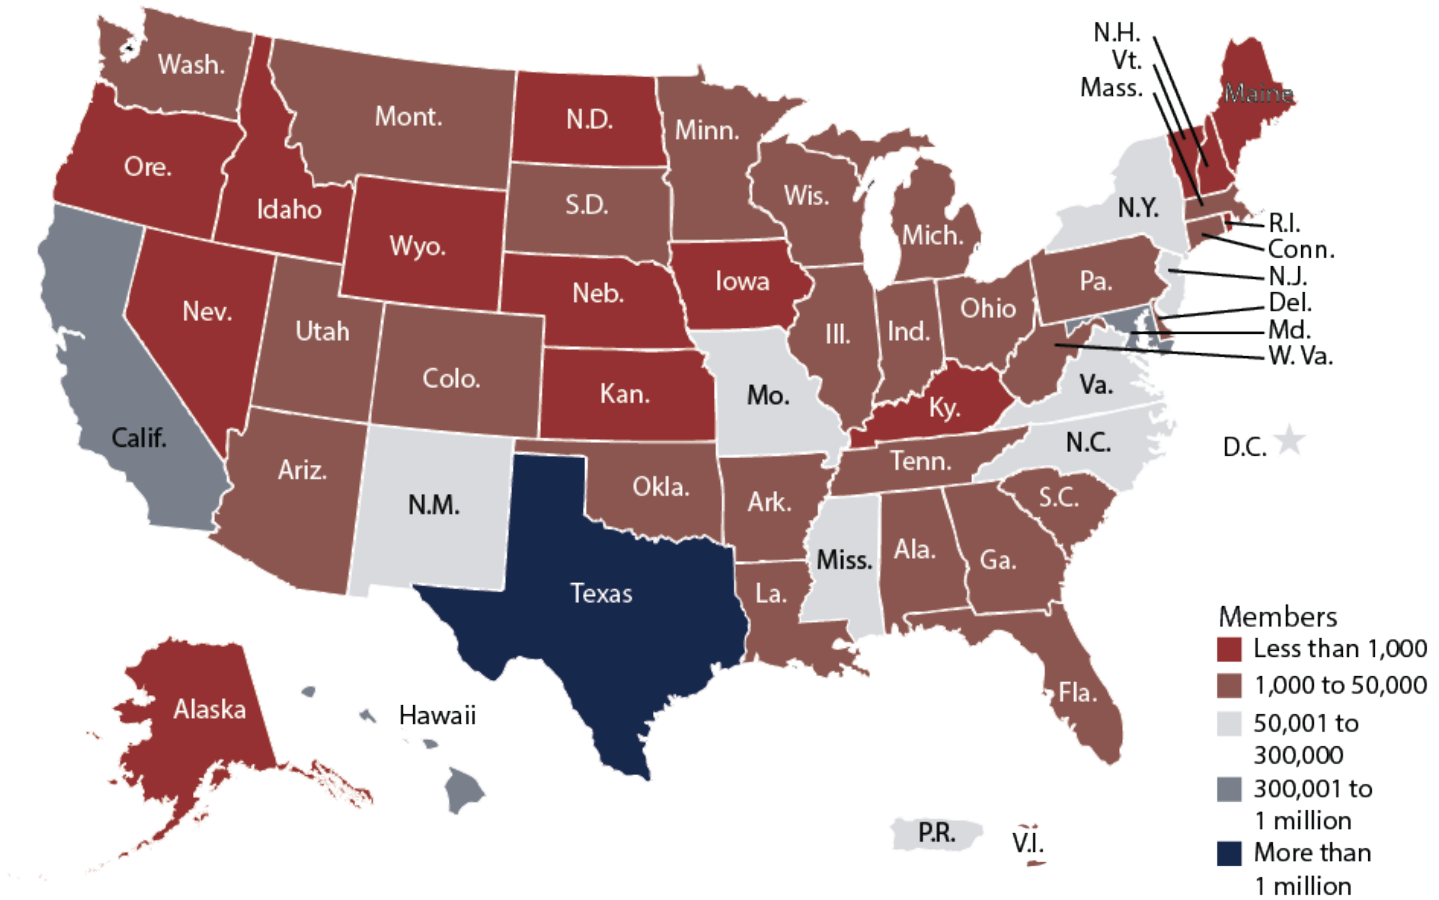 N.H.
Vt.
Mass.
Maine
Wash.
Mont.
N.D.
Minn.
Ore.
Idaho
Wyo.
S.D.
Wis.
Mich.
N.Y.
R.I.
Conn.
N.J.
Del.
Md.
W. Va.
Nev.
Utah
Colo.
Neb.
Iowa
Ill.
Ind.
Ohio
Pa.
Calif.
Kan.
Mo.
Ky.
Va.
N.C.
D.C.
Ariz.
N.M.
Okla.
Ark.
Tenn.
S.C.
Texas
La.
Miss.
Ala.
Ga.
Fla.
Alaska
Hawaii
P.R.
V.I.
Members
Less than 1,000
1,000 to 50,000
50,001 to
300,000
300,001 to
1 million
More than
1 million